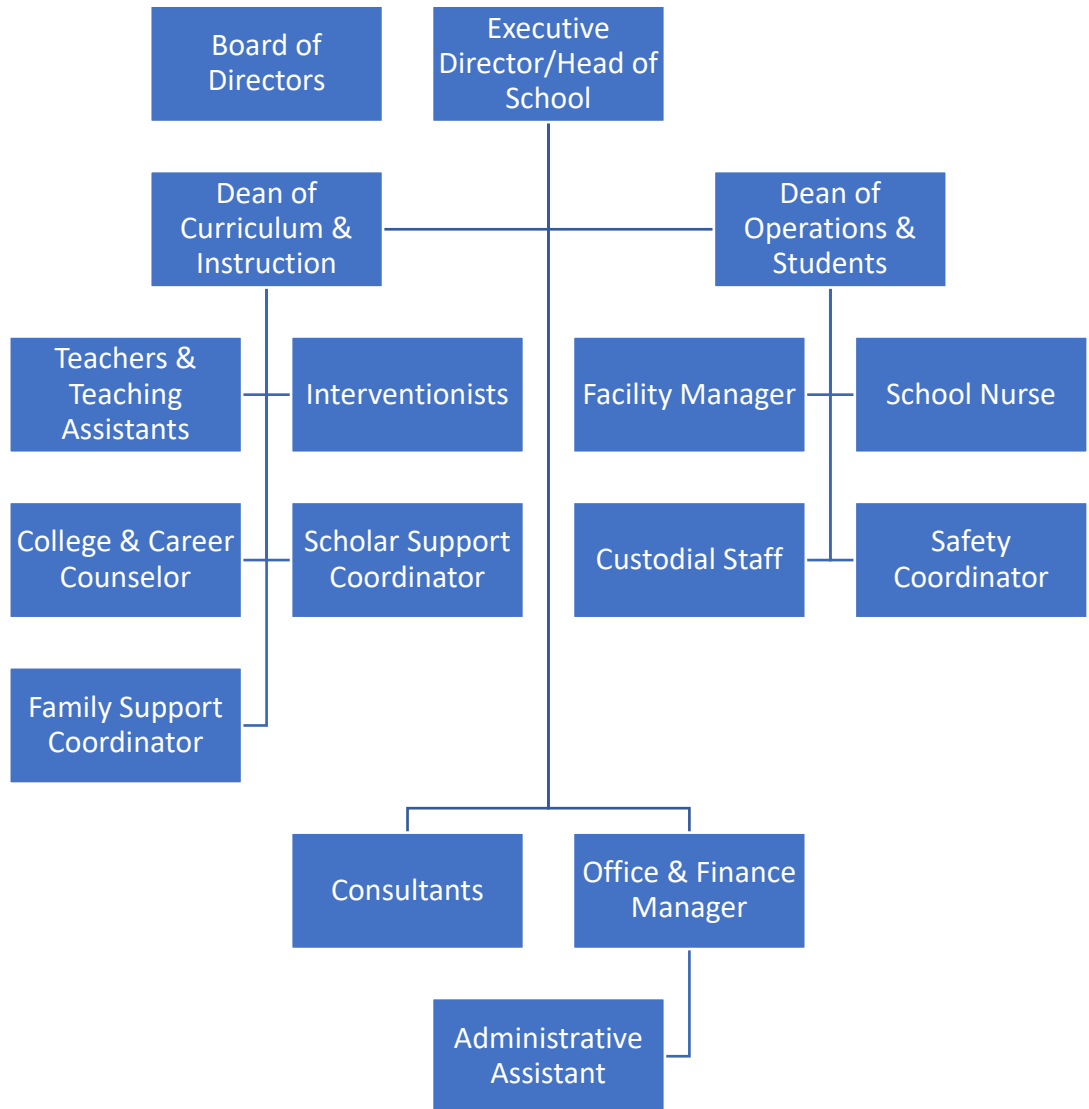 Board of
Directors
Executive
Director/Head of
School
Dean of
Curriculum &
Instruction
Dean of
Operations &
Students
Teachers &
Teaching
Assistants
Interventionists
Facility Manager
School Nurse
College & Career
Counselor
Scholar Support
Coordinator
Custodial Staff
Safety
Coordinator
Family Support
Coordinator
Consultants
Office & Finance
Manager
Administrative
Assistant